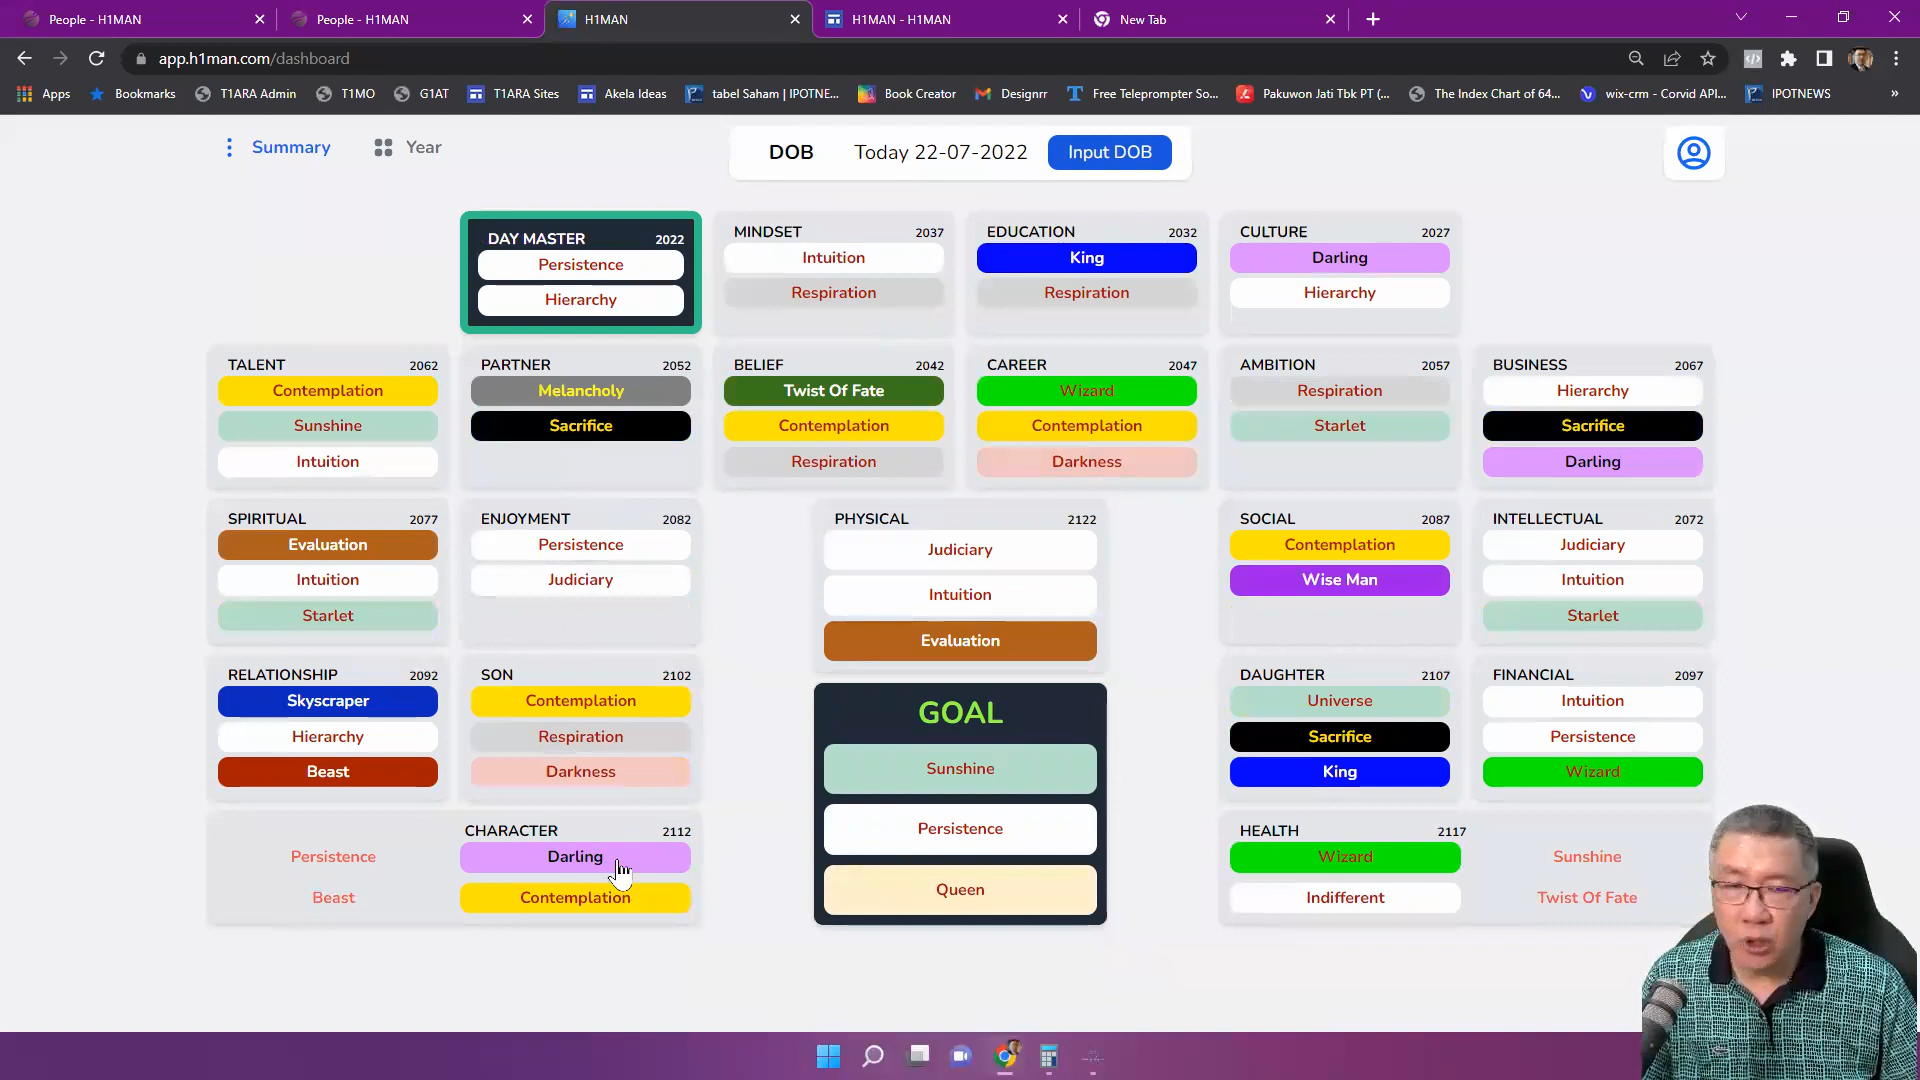 People - H1MAN
People - H1MAN
H1MAN
H1MAN - H1MAN
New Tab
app.h1man.com/dashboard
Apps
Bookmarks
T1ARA Admin
T1MO
G1AT
T1ARA Sites
Akela Ideas
tabel Saham | IPOTNE...
Book Creator
Designrr
Free Teleprompter So...
Pakuwon Jati Tbk PT (...
The Index Chart of 64...
wix-crm - Corvid API...
IPOTNEWS
»
Summary
Year
DOB
Today 22-07-2022
Input DOB
DAY MASTER 2022
Persistence
Hierarchy
MINDSET 2037
Intuition
Respiration
EDUCATION 2032
King
Respiration
CULTURE 2027
Darling
Hierarchy
TALENT 2062
Contemplation
Sunshine
Intuition
PARTNER 2052
Melancholy
Sacrifice
BELIEF 2042
Twist Of Fate
Contemplation
Respiration
CAREER 2047
Wizard
Contemplation
Darkness
AMBITION 2057
Respiration
Starlet
BUSINESS 2067
Hierarchy
Sacrifice
Darling
SPIRITUAL 2077
Evaluation
Intuition
Starlet
ENJOYMENT 2082
Persistence
Judiciary
PHYSICAL 2122
Judiciary
Intuition
Evaluation
SOCIAL 2087
Contemplation
Wise Man
INTELLECTUAL 2072
Judiciary
Intuition
Starlet
RELATIONSHIP 2092
Skyscraper
Hierarchy
Beast
SON 2102
Contemplation
Respiration
Darkness
GOAL
Sunshine
Persistence
Queen
DAUGHTER 2107
Universe
Sacrifice
King
FINANCIAL 2097
Intuition
Persistence
Wizard
CHARACTER 2112
Persistence
Darling
Beast
Contemplation
HEALTH 2117
Wizard
Sunshine
Indifferent
Twist Of Fate